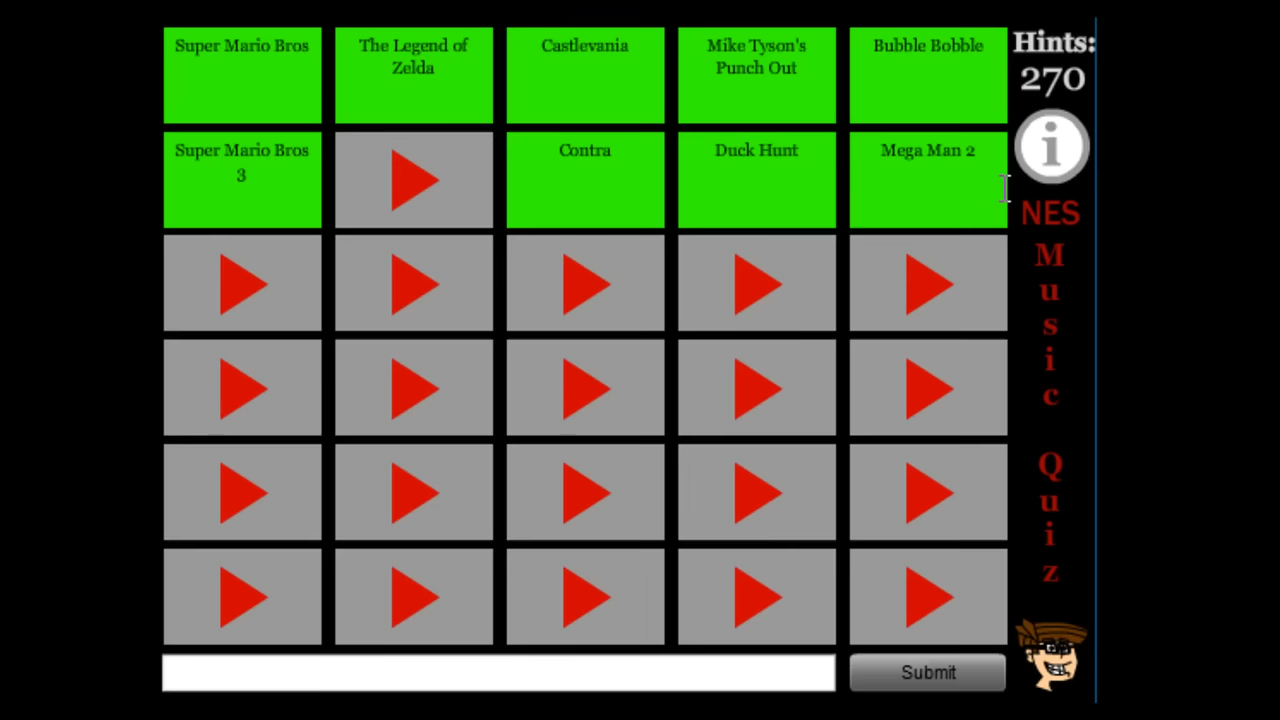 Super Mario Bros
The Legend of
Zelda
Castlevania
Mike Tyson's
Punch Out
Bubble Bobble
Hints:
270
i
Super Mario Bros
3
Contra
Duck Hunt
Mega Man 2
NES
Music
Quiz
Submit